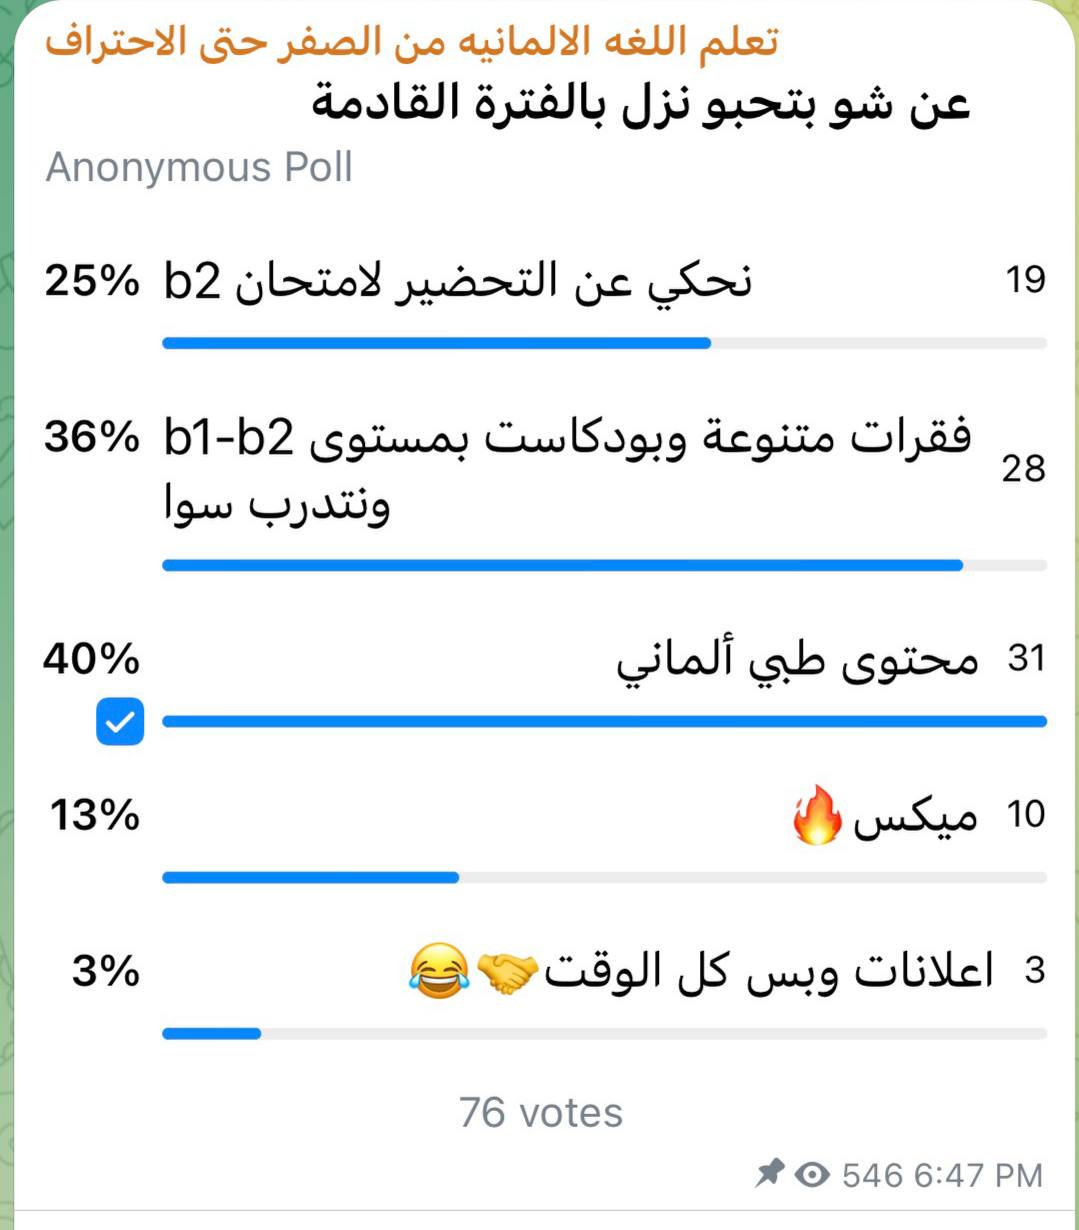 تعلم اللغه الالمانيه من الصفر حتى الاحتراف
عن شو بتحبو نزل بالفترة القادمة
Anonymous Poll
25% نحكي عن التحضير لامتحان b2 19
36% فقرات متنوعة وبودكاست بمستوى b1-b2 28
ونتدرب سوا
40% محتوى طبي ألماني 31
13% ميكس🔥 10
3% اعلانات وبس كل الوقت🤝😂 3
76 votes
546 6:47 PM